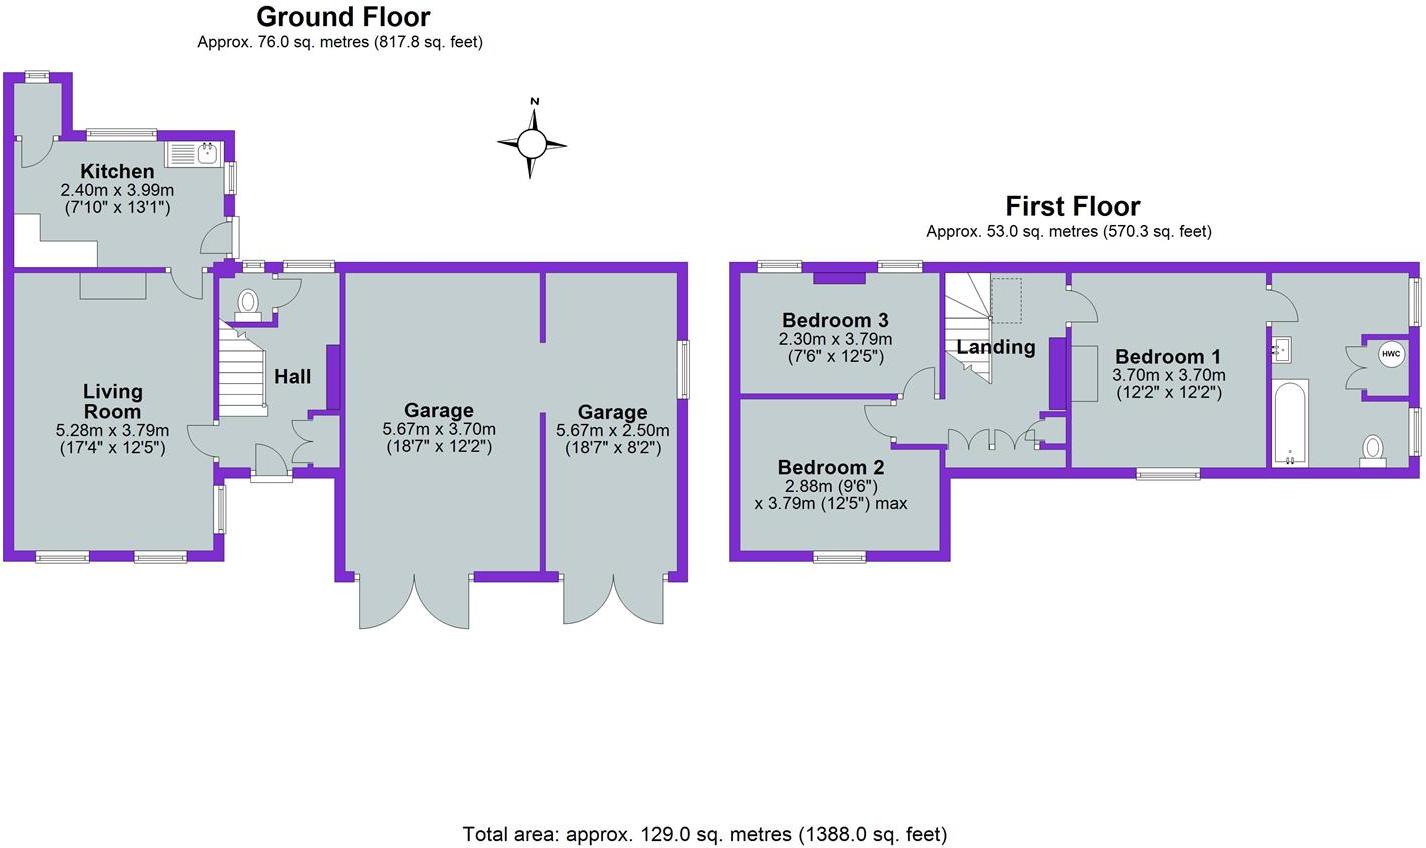 Ground Floor
Approx. 76.0 sq. metres (817.8 sq. feet)
N
Kitchen
2.40m x 3.99m
(7'10" x 13'1")
Living
Room
5.28m x 3.79m
(17'4" x 12'5")
Hall
Garage
5.67m x 3.70m
(18'7" x 12'2")
Garage
5.67m x 2.50m
(18'7" x 8'2")
First Floor
Approx. 53.0 sq. metres (570.3 sq. feet)
Bedroom 3
2.30m x 3.79m
(7'6" x 12'5")
Landing
Bedroom 1
3.70m x 3.70m
(12'2" x 12'2")
HWC
Bedroom 2
2.88m (9'6")
x 3.79m (12'5") max
Total area: approx. 129.0 sq. metres (1388.0 sq. feet)